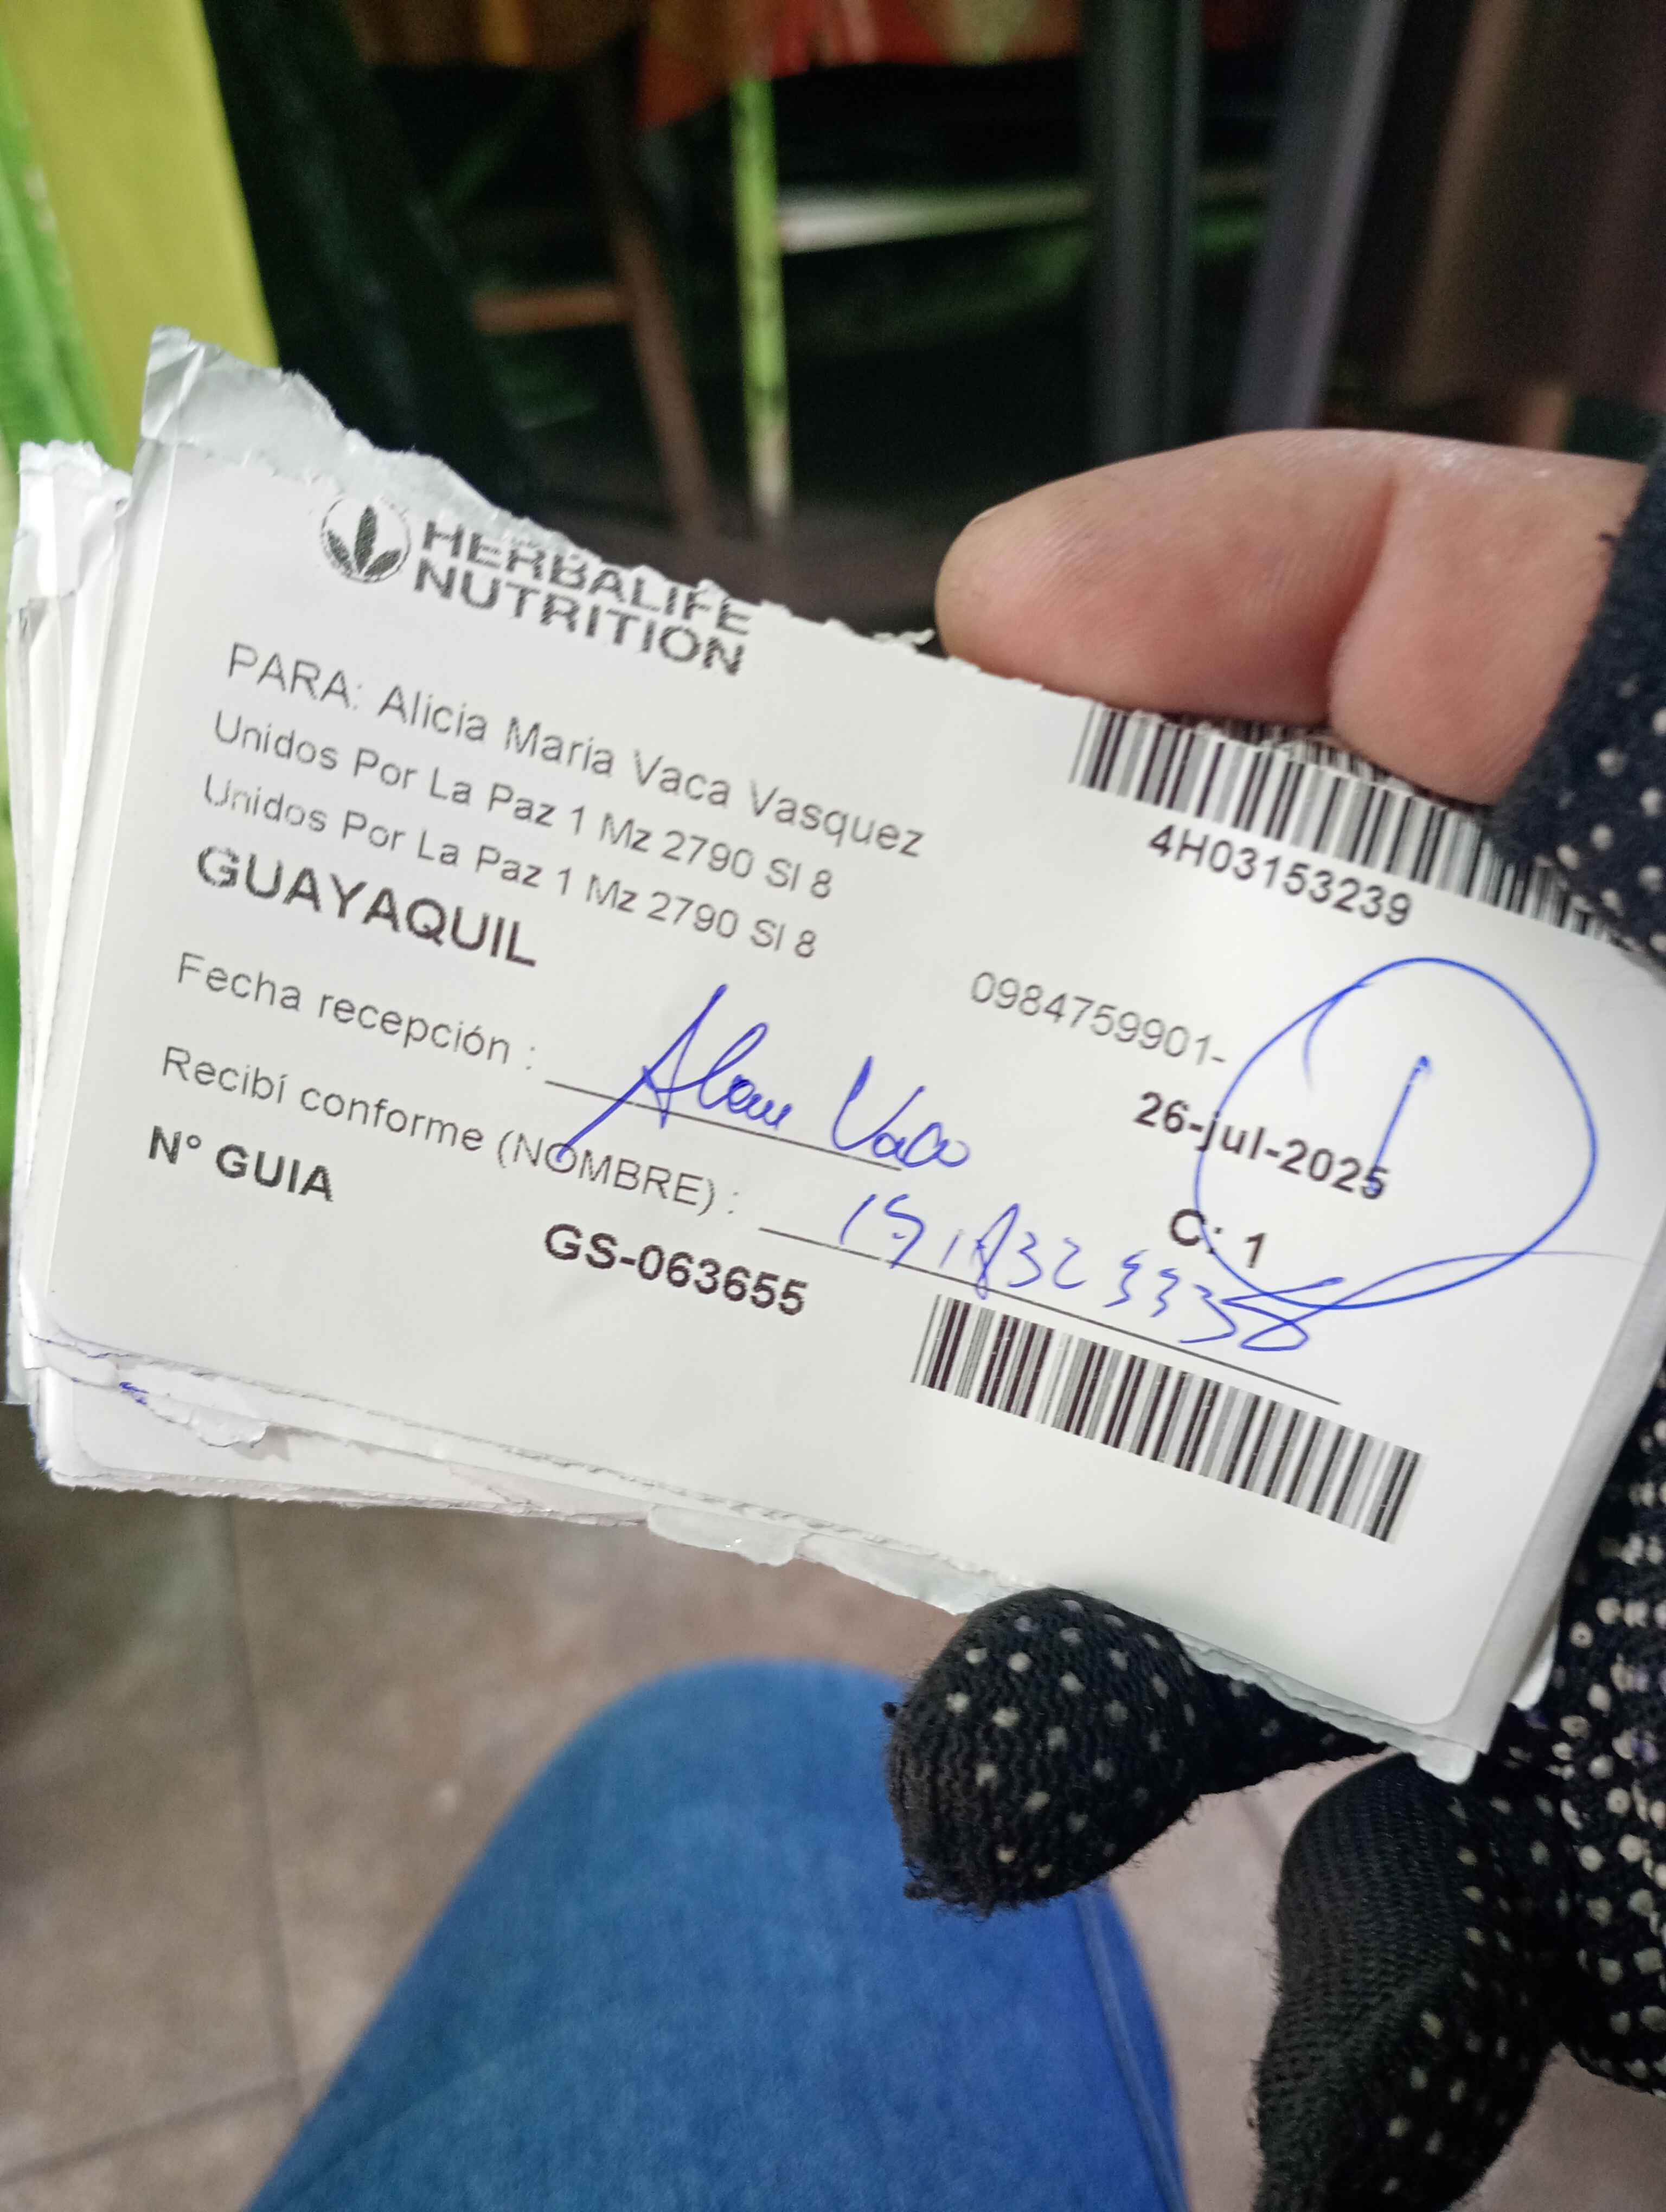 HERBALIFE
NUTRITION
PARA: Alicia Maria Vaca Vasquez
Unidos Por La Paz 1 Mz 2790 Sl 8
Unidos Por La Paz 1 Mz 2790 Sl 8
GUAYAQUIL
4H03153239
0984759901-
Fecha recepción :
Vaca
26-jul-2025
Recibí conforme (NOMBRE) :
C: 1
Nº GUIA
GS-063655